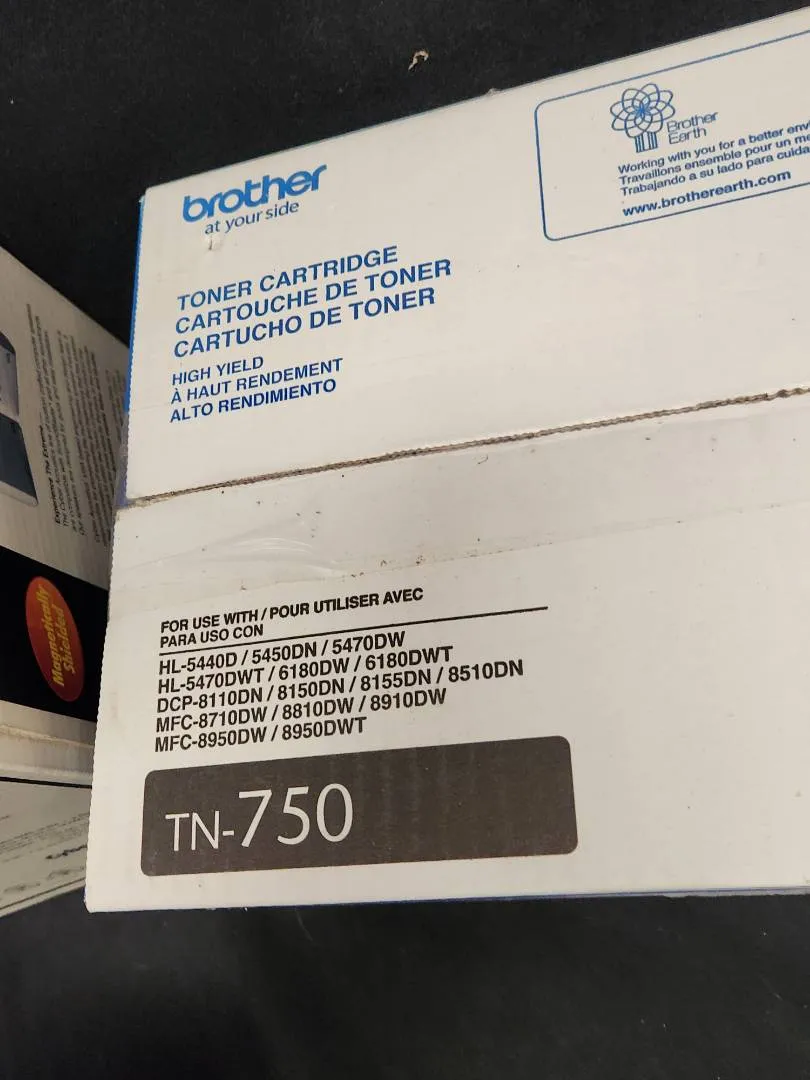 brother
at your side
Brother
Earth
Working with you for a better
Travaillons ensemble pour un
Trabajando a su lado para
www.brotherearth.com
TONER CARTRIDGE
CARTOUCHE DE TONER
CARTUCHO DE TONER
HIGH YIELD
À HAUT RENDEMENT
ALTO RENDIMIENTO
FOR USE WITH / POUR UTILISER AVEC
PARA USO CON
HL-5440D / 5450DN / 5470DW
HL-5470DWT / 6180DW / 6180DWT
DCP-8110DN / 8150DN / 8155DN / 8510DN
MFC-8710DW / 8810DW / 8910DW
MFC-8950DW / 8950DWT
TN-750
Experience The Extreme
Magnetically
Shielded